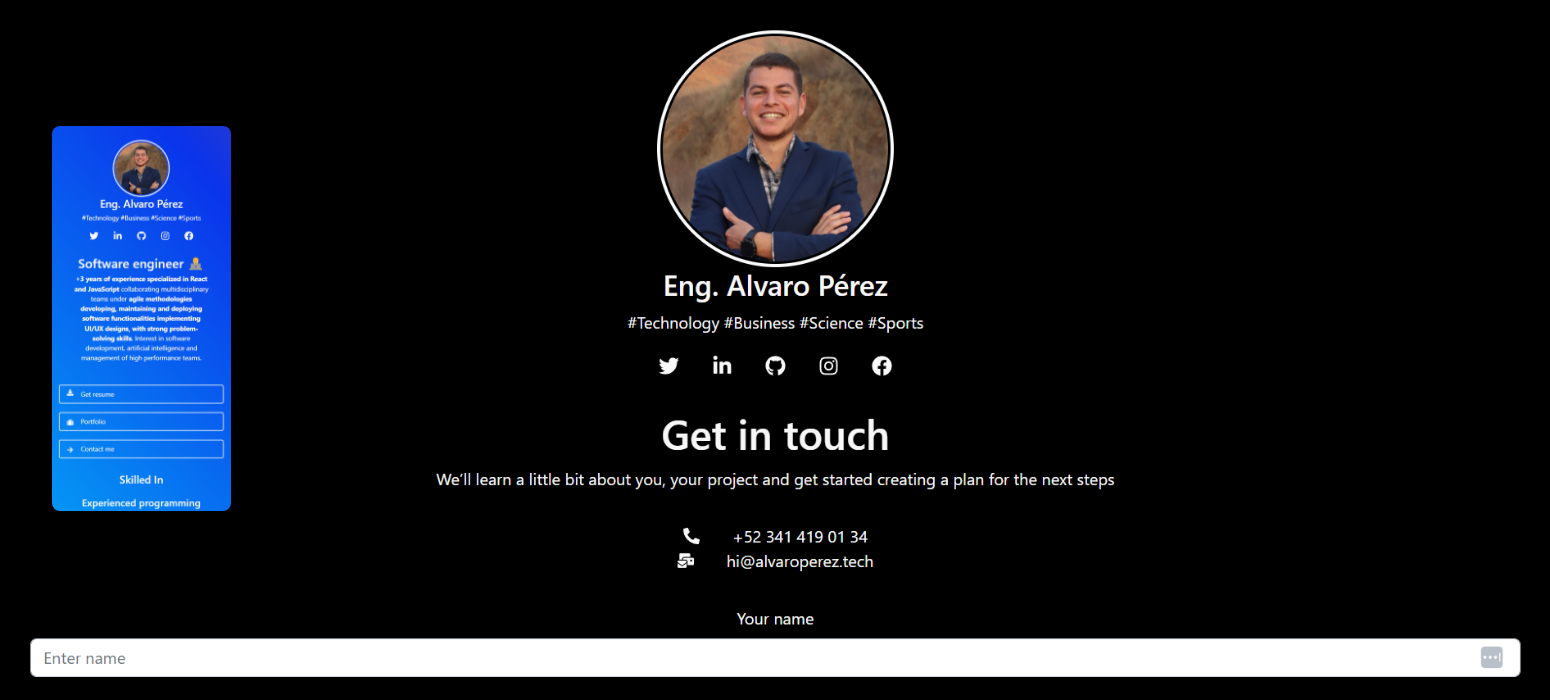 Eng. Alvaro Pérez
#Technology #Business #Science #Sports
Software engineer
+3 years of experience specialized in React
and JavaScript collaborating multidisciplinary
teams under agile methodologies
developing, maintaining and deploying
software functionalities implementing
UI/UX designs, with strong problem-
solving skills. Interest in software
development, artificial intelligence and
management of high performance teams.
Get resume
Portfolio
Contact me
Skilled In
Experienced programming
Eng. Alvaro Pérez
#Technology #Business #Science #Sports
Get in touch
We'll learn a little bit about you, your project and get started creating a plan for the next steps
+52 341 419 01 34
hi@alvaroperez.tech
Your name
Enter name